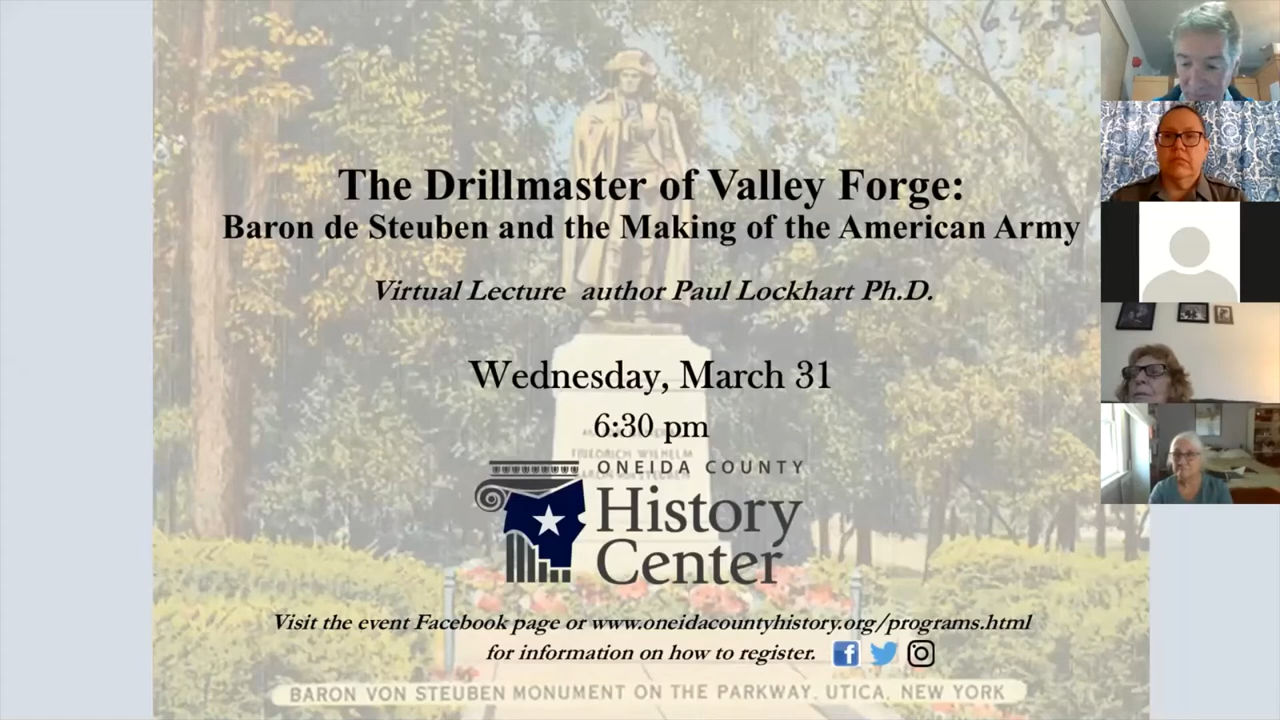 The Drillmaster of Valley Forge:
Baron de Steuben and the Making of the American Army
Virtual Lecture author Paul Lockhart Ph.D.
Wednesday, March 31
6:30 pm
FRIEDRICH WILHELM
ONEIDA COUNTY
History
Center
Visit the event Facebook page or www.oneidacountyhistory.org/programs.html
for information on how to register.
BARON VON STEUBEN MONUMENT ON THE PARKWAY, UTICA, NEW YORK